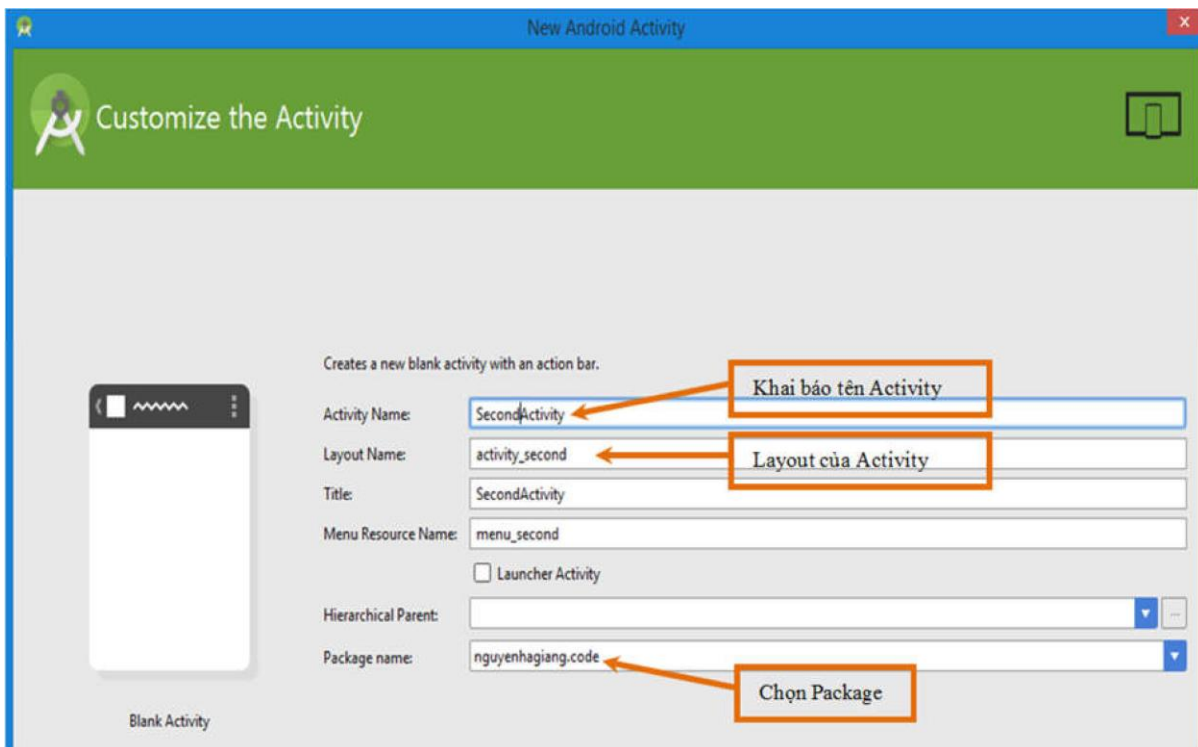 New Android Activity
Customize the Activity
Creates a new blank activity with an action bar.
Khai báo tên Activity
Activity Name:
SecondActivity
Layout Name:
activity_second
Layout của Activity
Title:
SecondActivity
Menu Resource Name:
menu_second
Launcher Activity
Hierarchical Parent:
...
Package name:
nguyenhagiang.code
Chọn Package
Blank Activity